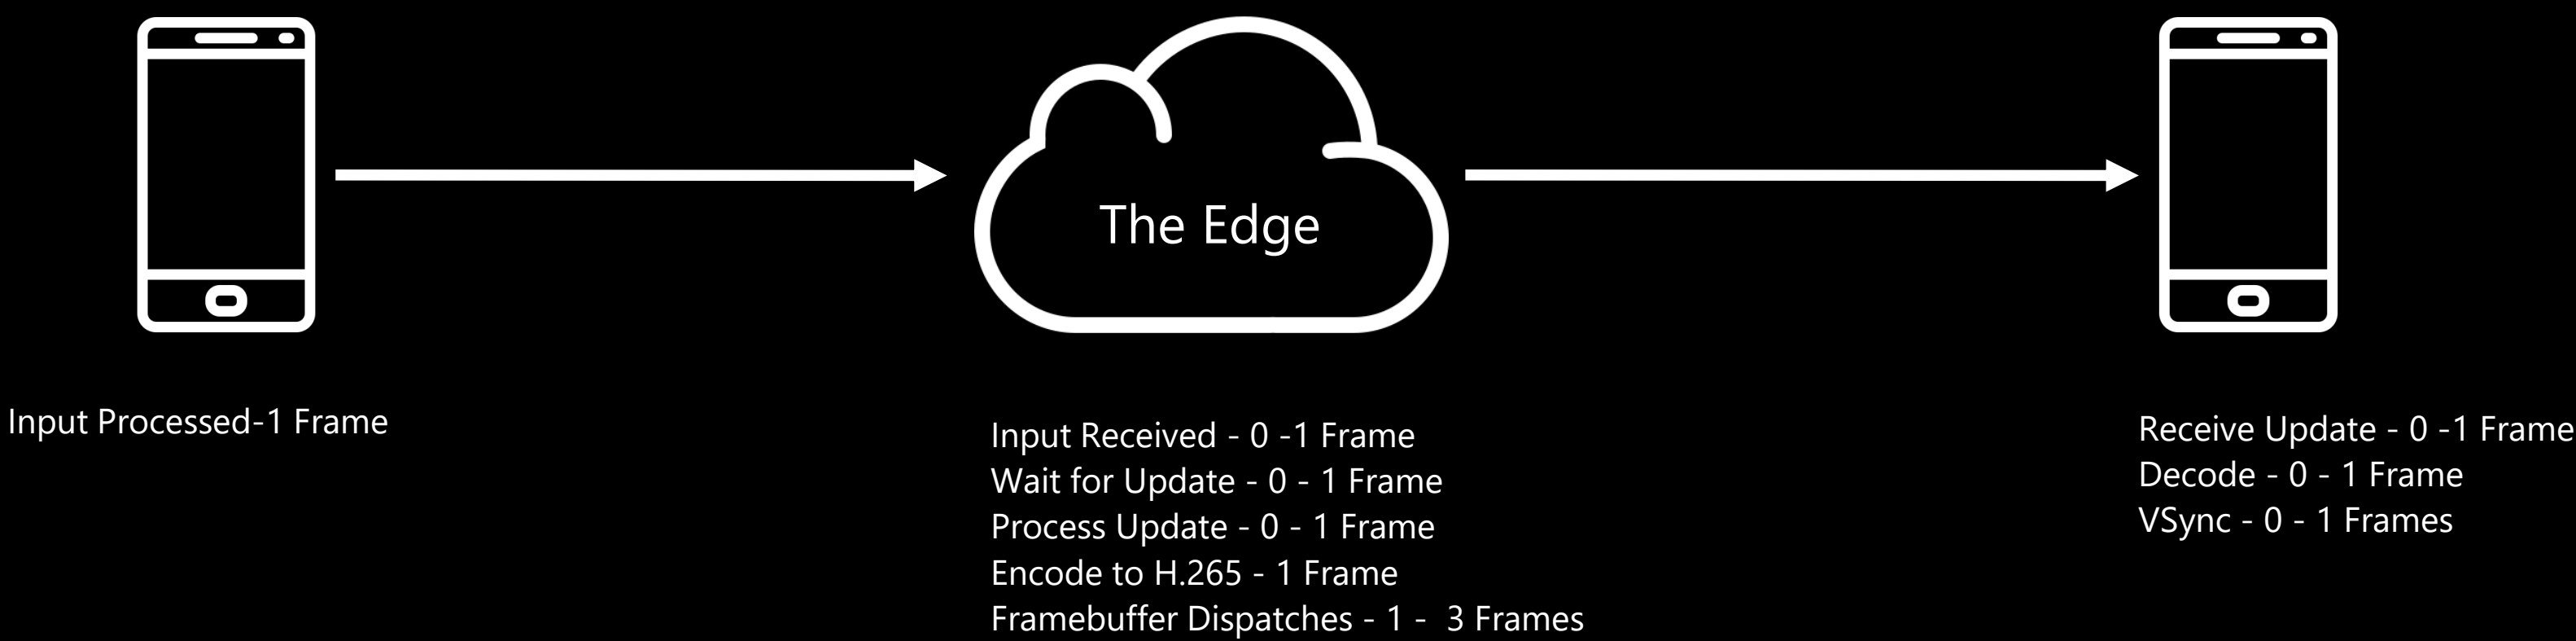 The Edge
Input Processed-1 Frame
Input Received - 0 -1 Frame
Wait for Update - 0 - 1 Frame
Process Update - 0 - 1 Frame
Encode to H.265 - 1 Frame
Framebuffer Dispatches - 1 -  3 Frames
Receive Update - 0 -1 Frame
Decode - 0 - 1 Frame
VSync - 0 - 1 Frames